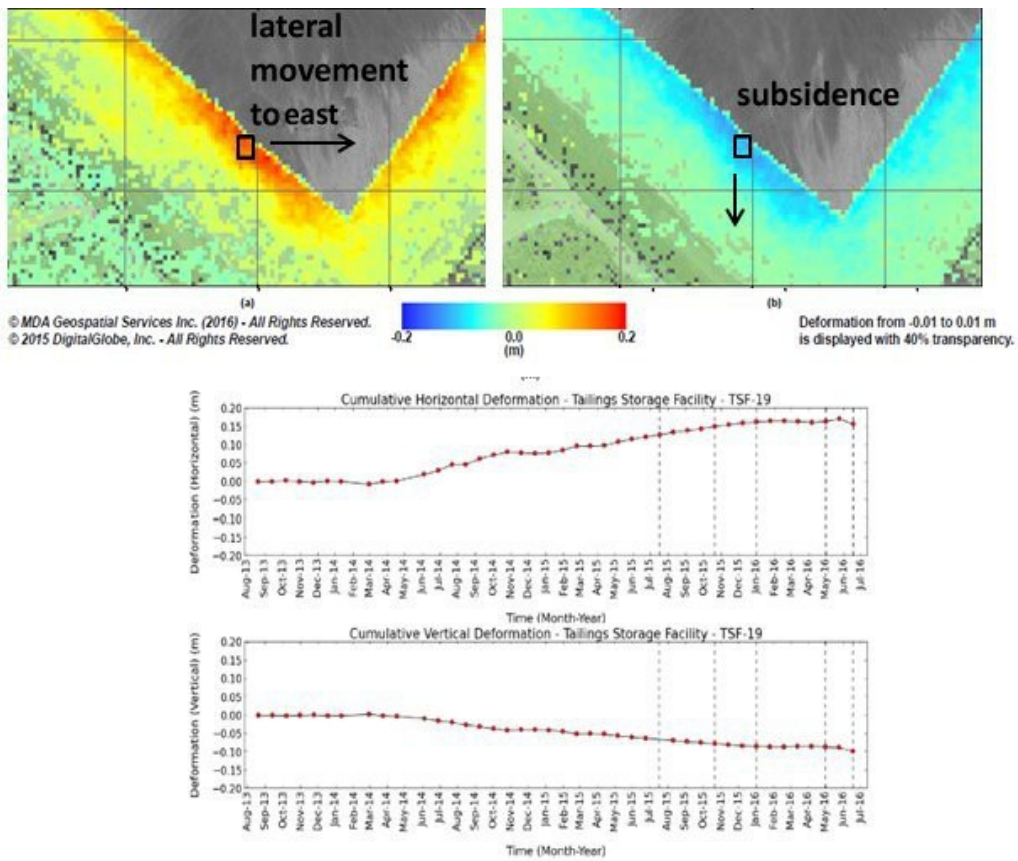 lateral
movement
to east
subsidence
(a)
(b)
© MDA Geospatial Services Inc. (2016) - All Rights Reserved.
© 2015 DigitalGlobe, Inc. - All Rights Reserved.
-0.2 0.0 0.2
(m)
Deformation from -0.01 to 0.01 m
is displayed with 40% transparency.
Cumulative Horizontal Deformation - Tailings Storage Facility - TSF-19
Deformation (Horizontal) (m)
0.20
0.15
0.10
0.05
0.00
−0.05
−0.10
−0.15
−0.20
Aug-13 Sep-13 Oct-13 Nov-13 Dec-13 Jan-14 Feb-14 Mar-14 Apr-14 May-14 Jun-14 Jul-14 Aug-14 Sep-14 Oct-14 Nov-14 Dec-14 Jan-15 Feb-15 Mar-15 Apr-15 May-15 Jun-15 Jul-15 Aug-15 Sep-15 Oct-15 Nov-15 Dec-15 Jan-16 Feb-16 Mar-16 Apr-16 May-16 Jun-16 Jul-16
Time (Month-Year)
Cumulative Vertical Deformation - Tailings Storage Facility - TSF-19
Deformation (Vertical) (m)
0.20
0.15
0.10
0.05
0.00
−0.05
−0.10
−0.15
−0.20
Aug-13 Sep-13 Oct-13 Nov-13 Dec-13 Jan-14 Feb-14 Mar-14 Apr-14 May-14 Jun-14 Jul-14 Aug-14 Sep-14 Oct-14 Nov-14 Dec-14 Jan-15 Feb-15 Mar-15 Apr-15 May-15 Jun-15 Jul-15 Aug-15 Sep-15 Oct-15 Nov-15 Dec-15 Jan-16 Feb-16 Mar-16 Apr-16 May-16 Jun-16 Jul-16
Time (Month-Year)